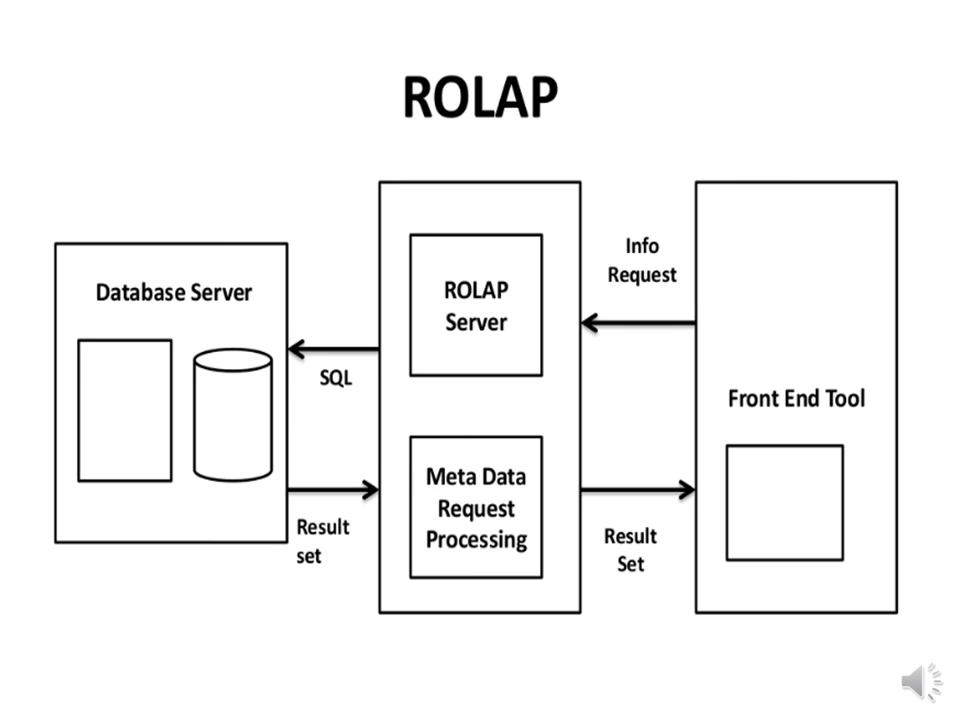 ROLAP
Database Server
SQL
Result
set
ROLAP
Server
Meta Data
Request
Processing
Info
Request
Result
Set
Front End Tool